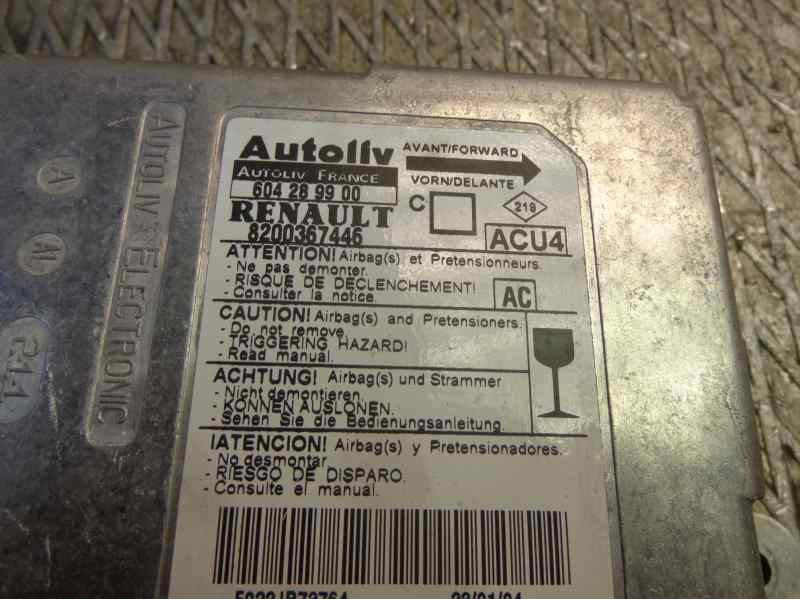 Autoliv
AUTOLIV FRANCE
604 28 99 00
RENAULT
8200367446
AVANT/FORWARD
VORN/DELANTE
C
218
ACU4
ATTENTION! Airbag(s) et Pretensionneurs.
- Ne pas demonter.
- RISQUE DE DECLENCHEMENT!
- Consulter la notice.
AC
CAUTION! Airbag(s) and Pretensioners.
- Do not remove.
- TRIGGERING HAZARD!
- Read manual.
ACHTUNG! Airbag(s) und Strammer
- Nicht demontieren.
- KONNEN AUSLONEN.
- Sehen Sie die Bedienungsanleitung.
IATENCION! Airbag(s) y Pretensionadores.
- No desmontar.
- RIESGO DE DISPARO.
- Consulte el manual.
AUTOLIV ELECTRONIC
A
AL